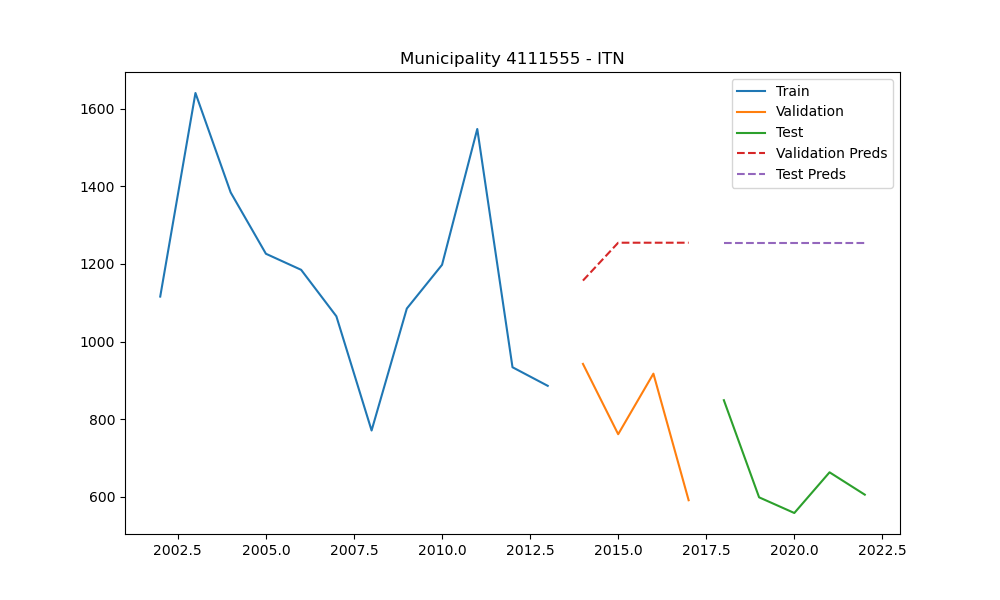 Municipality 4111555 - ITN
1600
1400
1200
1000
800
600
2002.5 2005.0 2007.5 2010.0 2012.5 2015.0 2017.5 2020.0 2022.5
Train
Validation
Test
Validation Preds
Test Preds